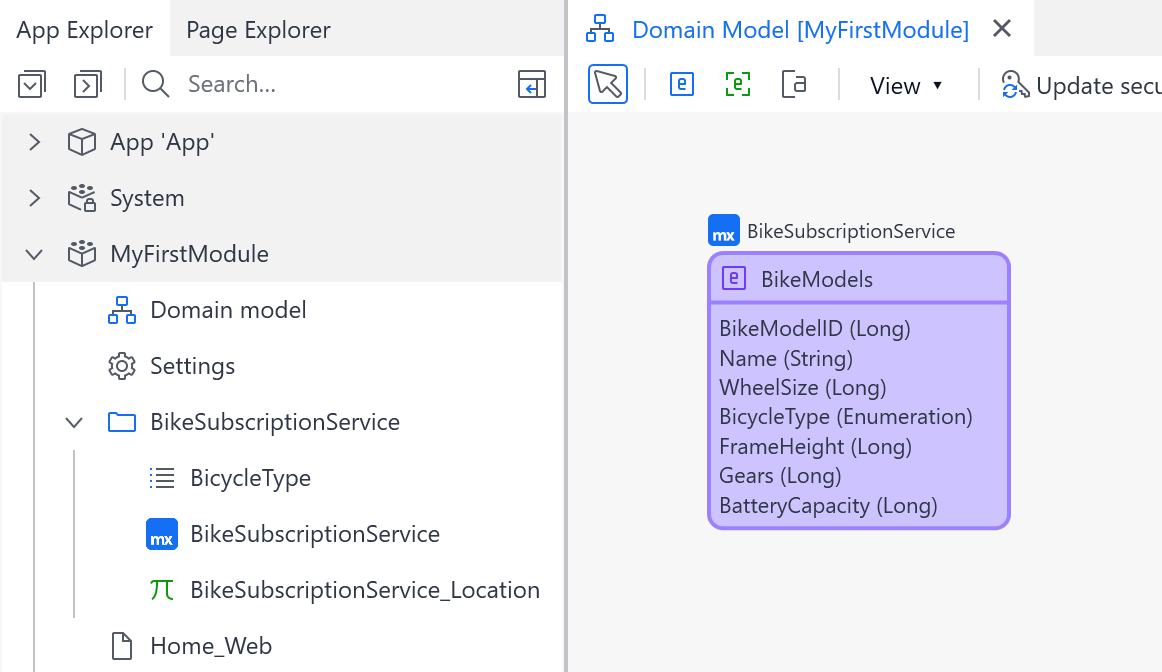 App Explorer
Page Explorer
Domain Model [MyFirstModule]
Search...
View
Update secu
App 'App'
System
MyFirstModule
Domain model
Settings
BikeSubscriptionService
BicycleType
mx BikeSubscriptionService
π BikeSubscriptionService_Location
Home_Web
mx BikeSubscriptionService
e BikeModels
BikeModelID (Long)
Name (String)
WheelSize (Long)
BicycleType (Enumeration)
FrameHeight (Long)
Gears (Long)
BatteryCapacity (Long)